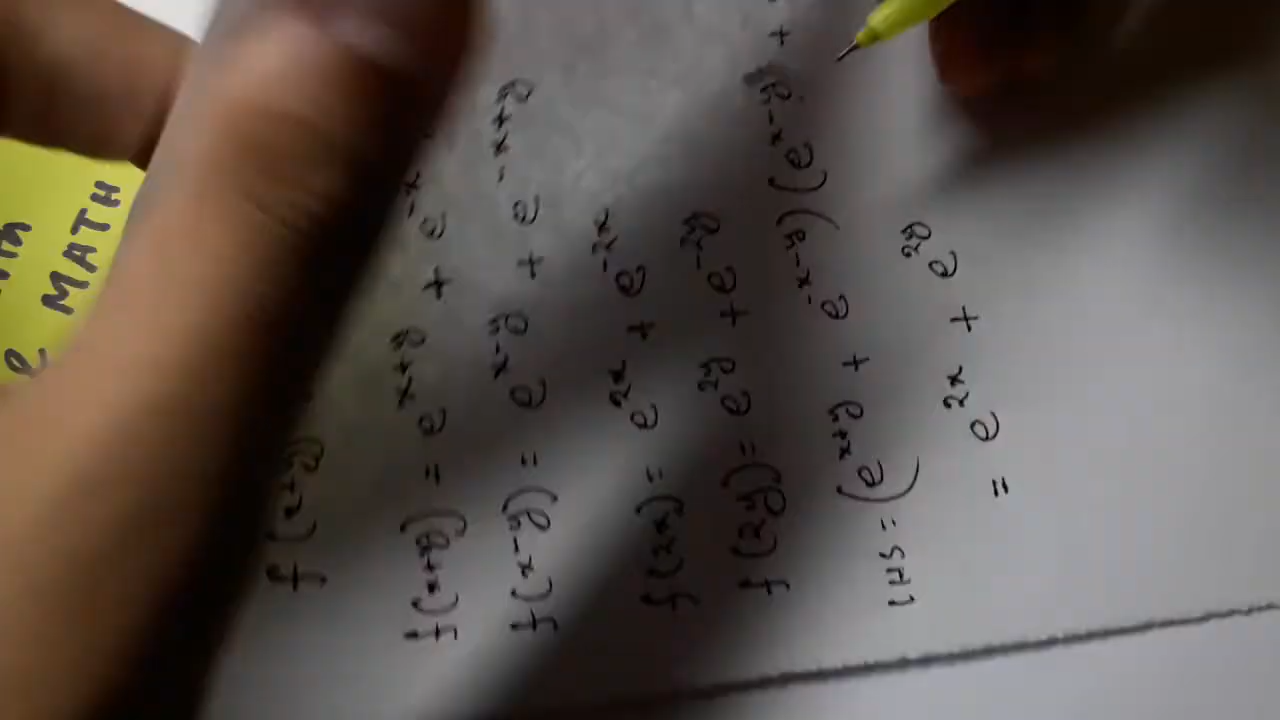 MATH
f(x+y) = e^{x+y} + e^{-x
f(x-y) = e^{x-y} + e^{-x+y}
f(2x) = e^{2x} + e^{-2x}
f(2y) = e^{2y} + e^{-2y}
LHS = (e^{x+y} + e^{-x-y})(e^{x-y} +
= e^{2x} + e^{2y}